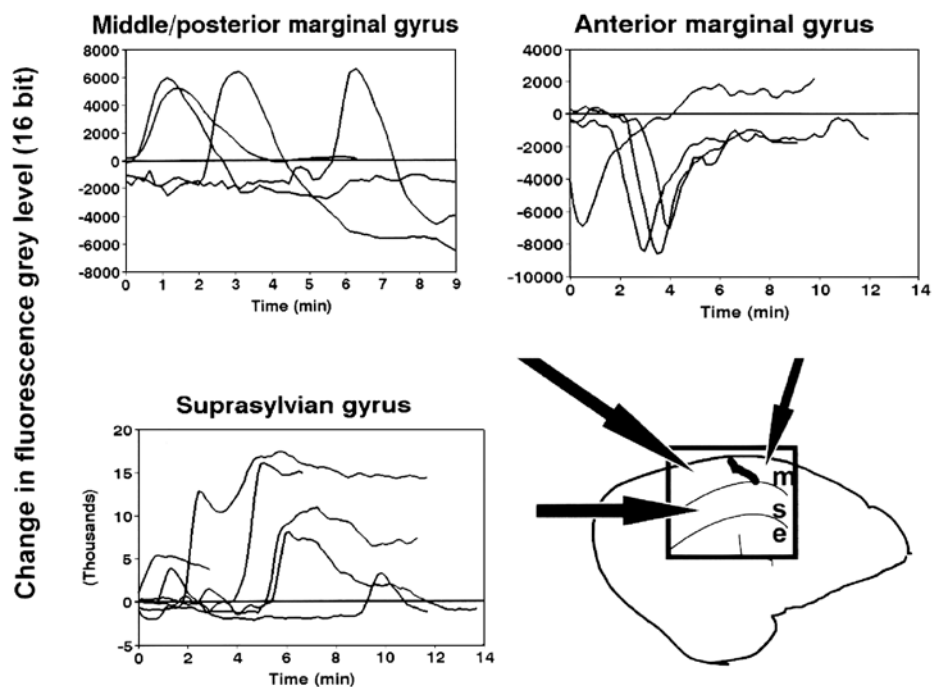 Change in fluorescence grey level (16 bit)
Middle/posterior marginal gyrus
8000
6000
4000
2000
0
-2000
-4000
-6000
-8000
0 1 2 3 4 5 6 7 8 9
Time (min)
Anterior marginal gyrus
4000
2000
0
-2000
-4000
-6000
-8000
-10000
0 2 4 6 8 10 12 14
Time (min)
Suprasylvian gyrus
(Thousands)
20
15
10
5
0
-5
0 2 4 6 8 10 12 14
Time (min)
m
s
e